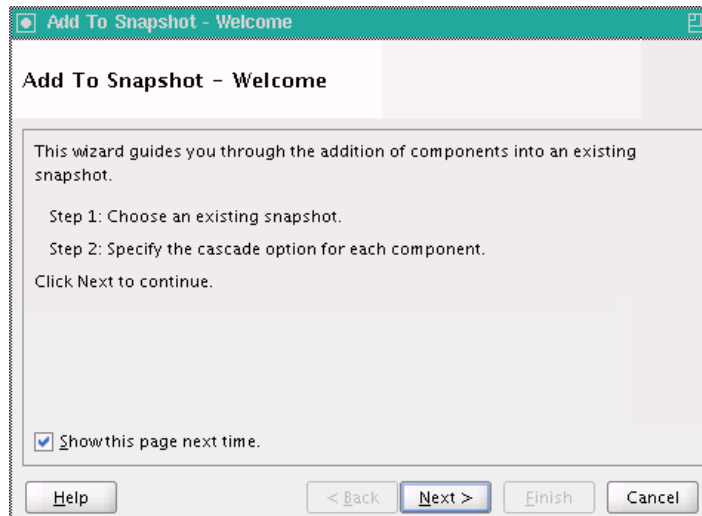 Add To Snapshot - Welcome
Add To Snapshot – Welcome
This wizard guides you through the addition of components into an existing
snapshot.
Step 1: Choose an existing snapshot.
Step 2: Specify the cascade option for each component.
Click Next to continue.
Show this page next time.
Help < Back Next > Finish Cancel